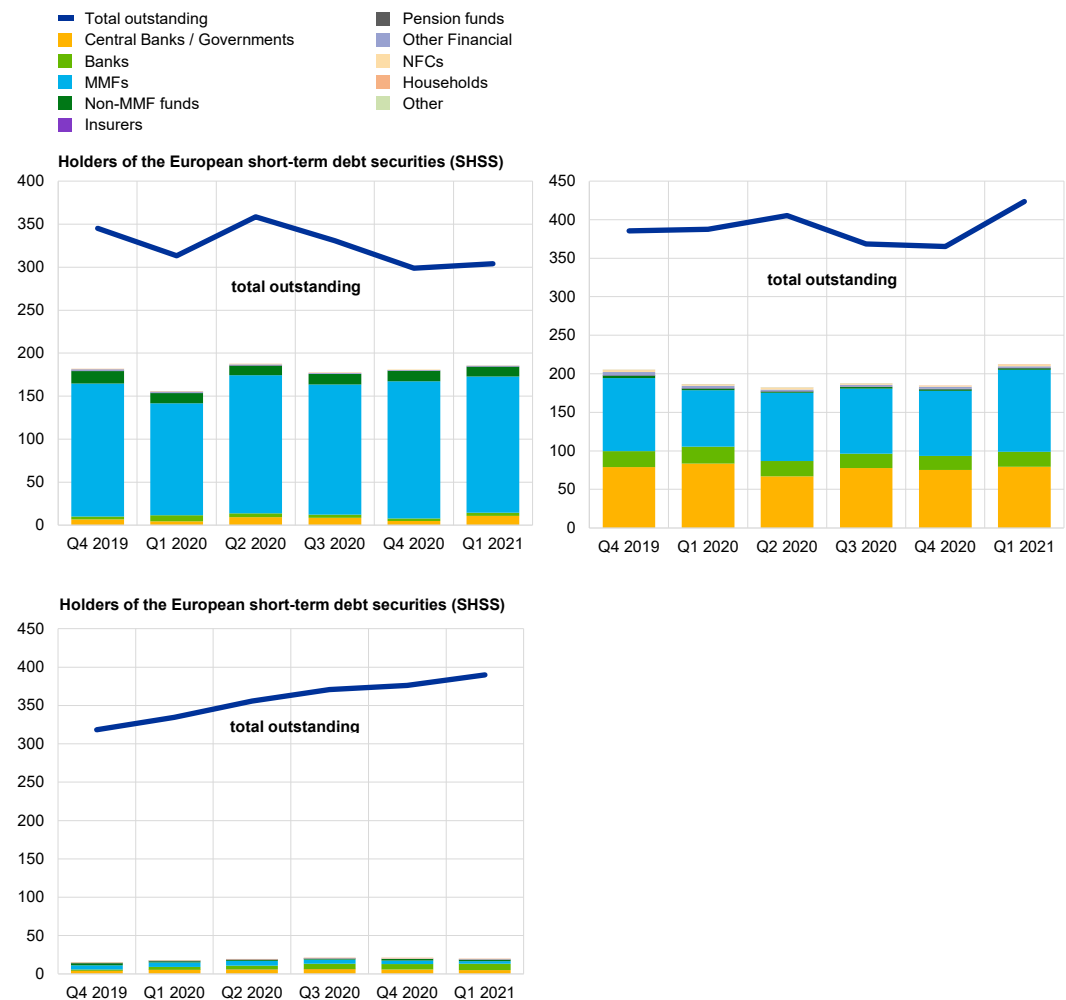 Total outstanding
Central Banks / Governments
Banks
MMFs
Non-MMF funds
Insurers
Pension funds
Other Financial
NFCs
Households
Other
Holders of the European short-term debt securities (SHSS)
400
350
300
250
200
150
100
50
0
total outstanding
Q4 2019 Q1 2020 Q2 2020 Q3 2020 Q4 2020 Q1 2021
450
400
350
300
250
200
150
100
50
0
total outstanding
Q4 2019 Q1 2020 Q2 2020 Q3 2020 Q4 2020 Q1 2021
Holders of the European short-term debt securities (SHSS)
450
400
350
300
250
200
150
100
50
0
total outstanding
Q4 2019 Q1 2020 Q2 2020 Q3 2020 Q4 2020 Q1 2021